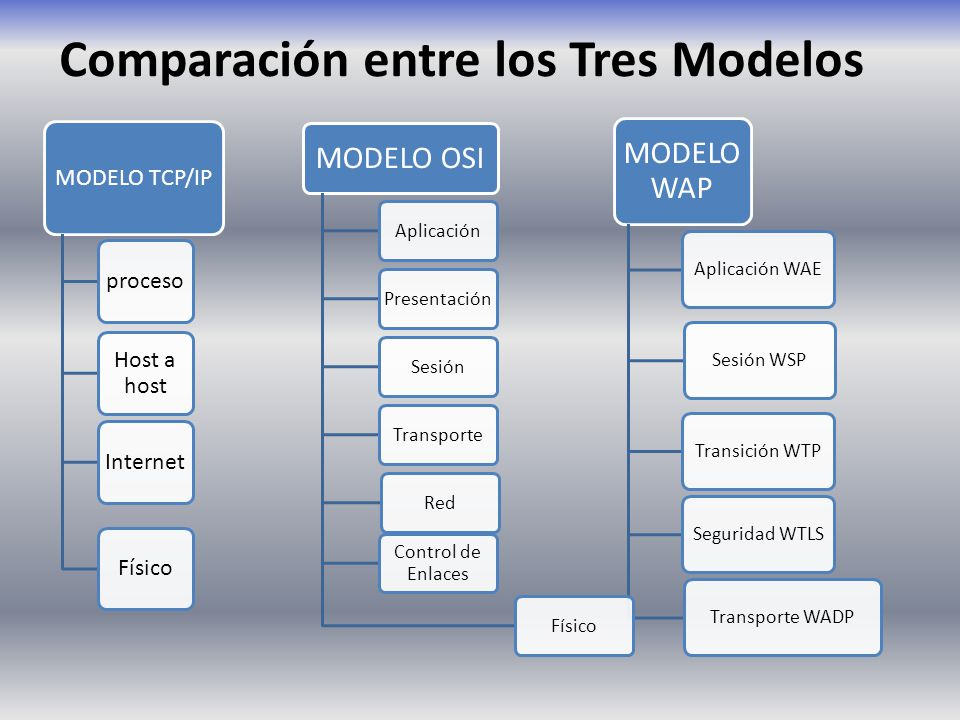 Comparación entre los Tres Modelos
MODELO TCP/IP
proceso
Host a
host
Internet
Físico
MODELO OSI
Aplicación
Presentación
Sesión
Transporte
Red
Control de
Enlaces
Físico
MODELO
WAP
Aplicación WAE
Sesión WSP
Transición WTP
Seguridad WTLS
Transporte WADP